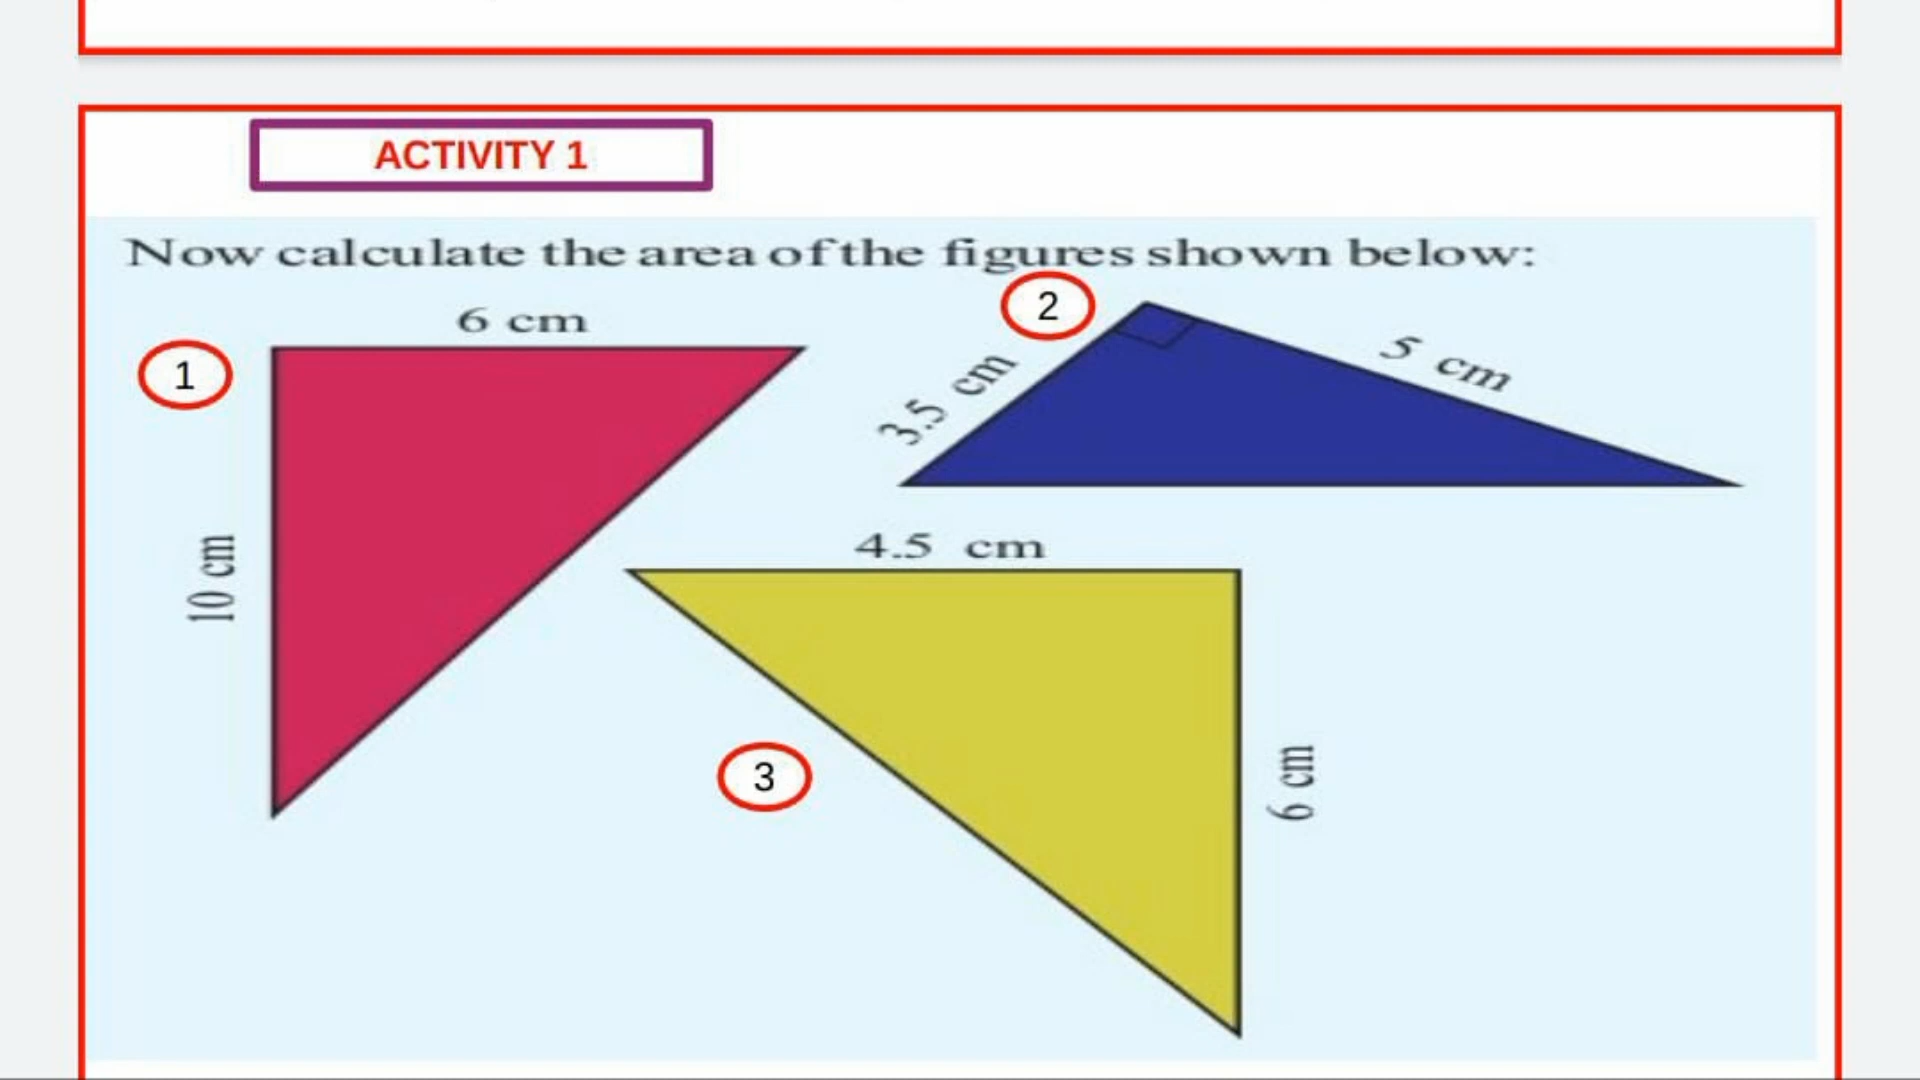 ACTIVITY 1
Now calculate the area of the figures shown below:
6 cm
1
10 cm
2
3.5 cm
5 cm
4.5 cm
3
6 cm